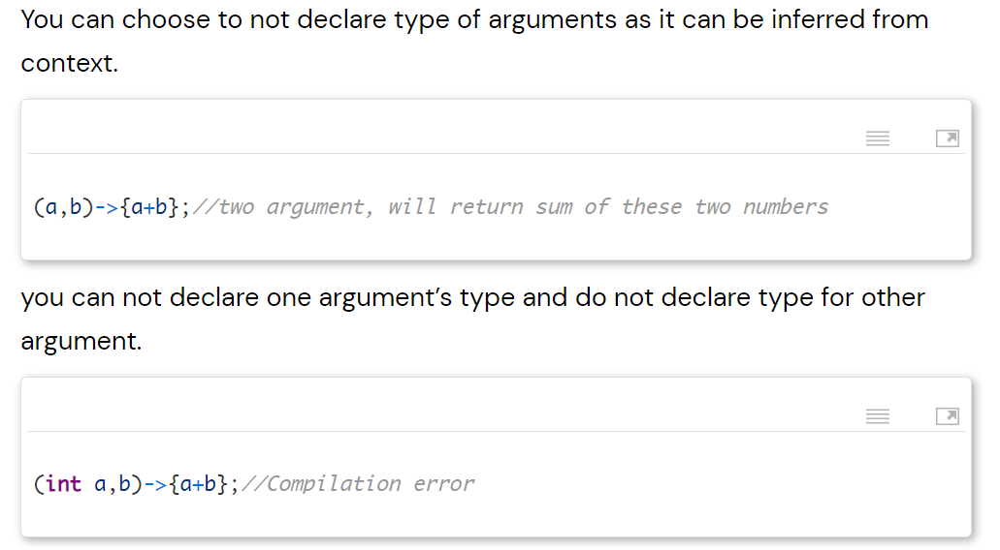 You can choose to not declare type of arguments as it can be inferred from
context.
(a,b)->{a+b};//two argument, will return sum of these two numbers
you can not declare one argument’s type and do not declare type for other
argument.
(int a,b)->{a+b};//Compilation error